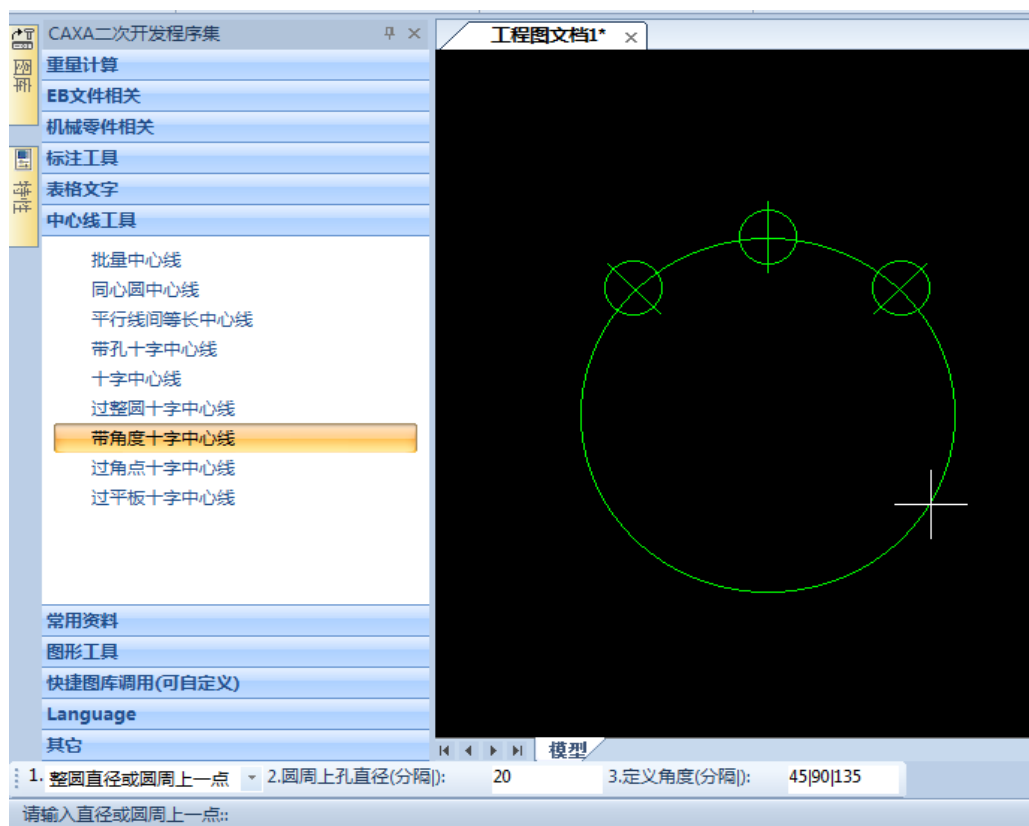 CAXA二次开发程序集
工程图文档1*
图库
特性
重量计算
EB文件相关
机械零件相关
标注工具
表格文字
中心线工具
批量中心线
同心圆中心线
平行线间等长中心线
带孔十字中心线
十字中心线
过整圆十字中心线
带角度十字中心线
过角点十字中心线
过平板十字中心线
常用资料
图形工具
快捷图库调用(可自定义)
Language
其它
模型
1. 整圆直径或圆周上一点 2.圆周上孔直径(分隔|): 20 3.定义角度(分隔|): 45|90|135
请输入直径或圆周上一点::